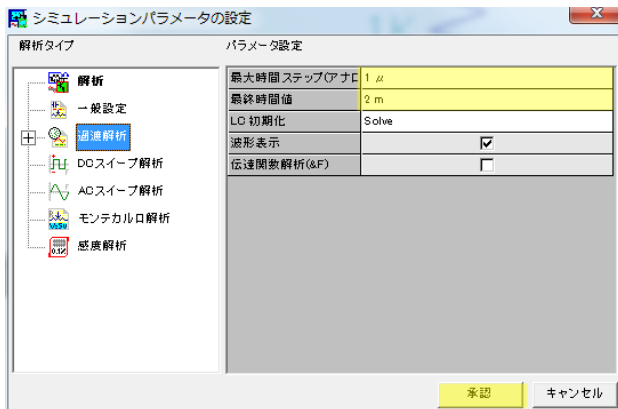 シミュレーションパラメータの設定
解析タイプ
パラメータ設定
解析
一般設定
過渡解析
DCスイープ解析
ACスイープ解析
モンテカルロ解析
感度解析
最大時間ステップ(アナロ 1 μ
最終時間値 2 m
LC 初期化 Solve
波形表示
伝達関数解析(&F)
承認 キャンセル